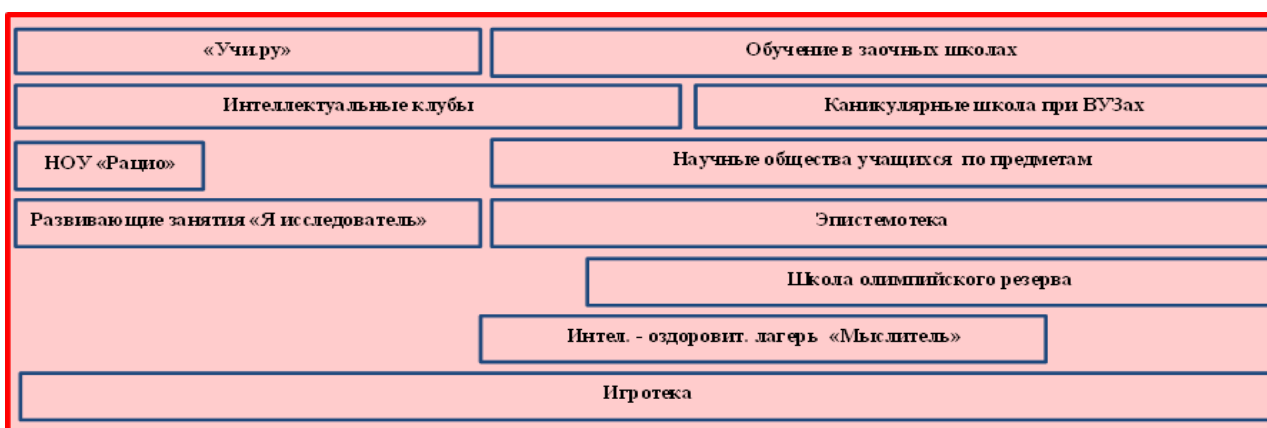 «Учи.ру»
Обучение в заочных школах
Интеллектуальные клубы
Каникулярные школа при ВУЗах
НОУ «Рацио»
Научные общества учащихся по предметам
Развивающие занятия «Я исследователь»
Эпистемотека
Школа олимпийского резерва
Интел. - оздоровит. лагерь «Мыслитель»
Игротека